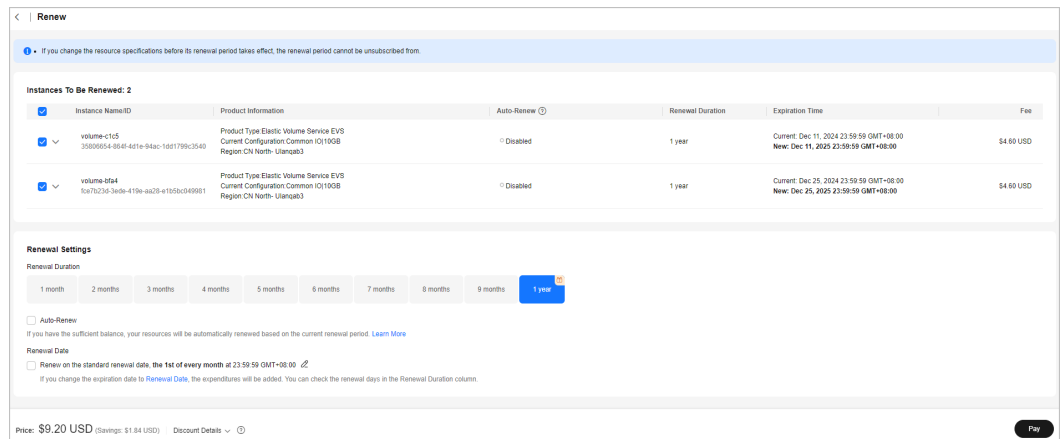 Renew
If you change the resource specifications before its renewal period takes effect, the renewal period cannot be unsubscribed from.
Instances To Be Renewed: 2
Instance Name/ID Product Information Auto-Renew Renewal Duration Expiration Time Fee
volume-c1c5
35806654-864f-4d1e-94ac-1dd1799c3540
Product Type:Elastic Volume Service EVS
Current Configuration:Common IO|10GB
Region:CN North- Ulanqab3
Disabled
1 year
Current: Dec 11, 2024 23:59:59 GMT+08:00
New: Dec 11, 2025 23:59:59 GMT+08:00
$4.60 USD
volume-bfa4
fce7b23d-3ede-419e-aa28-e1b5bc049981
Product Type:Elastic Volume Service EVS
Current Configuration:Common IO|10GB
Region:CN North- Ulanqab3
Disabled
1 year
Current: Dec 25, 2024 23:59:59 GMT+08:00
New: Dec 25, 2025 23:59:59 GMT+08:00
$4.60 USD
Renewal Settings
Renewal Duration
1 month 2 months 3 months 4 months 5 months 6 months 7 months 8 months 9 months 1 year
Auto-Renew
If you have the sufficient balance, your resources will be automatically renewed based on the current renewal period. Learn More
Renewal Date
Renew on the standard renewal date, the 1st of every month at 23:59:59 GMT+08:00
If you change the expiration date to Renewal Date, the expenditures will be added. You can check the renewal days in the Renewal Duration column.
Price: $9.20 USD (Savings: $1.84 USD) Discount Details
Pay